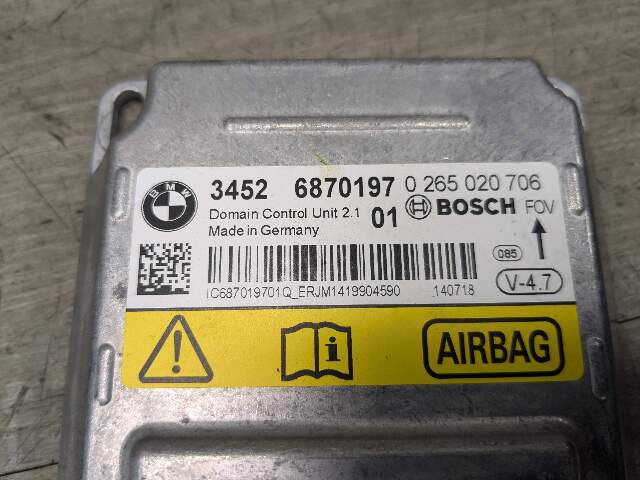 BMW
3452 6870197 0 265 020 706
Domain Control Unit 2.1 01 BOSCH FOV
Made in Germany
085
V-4.7
IC687019701Q_ERJM1419904590 140718
i
AIRBAG